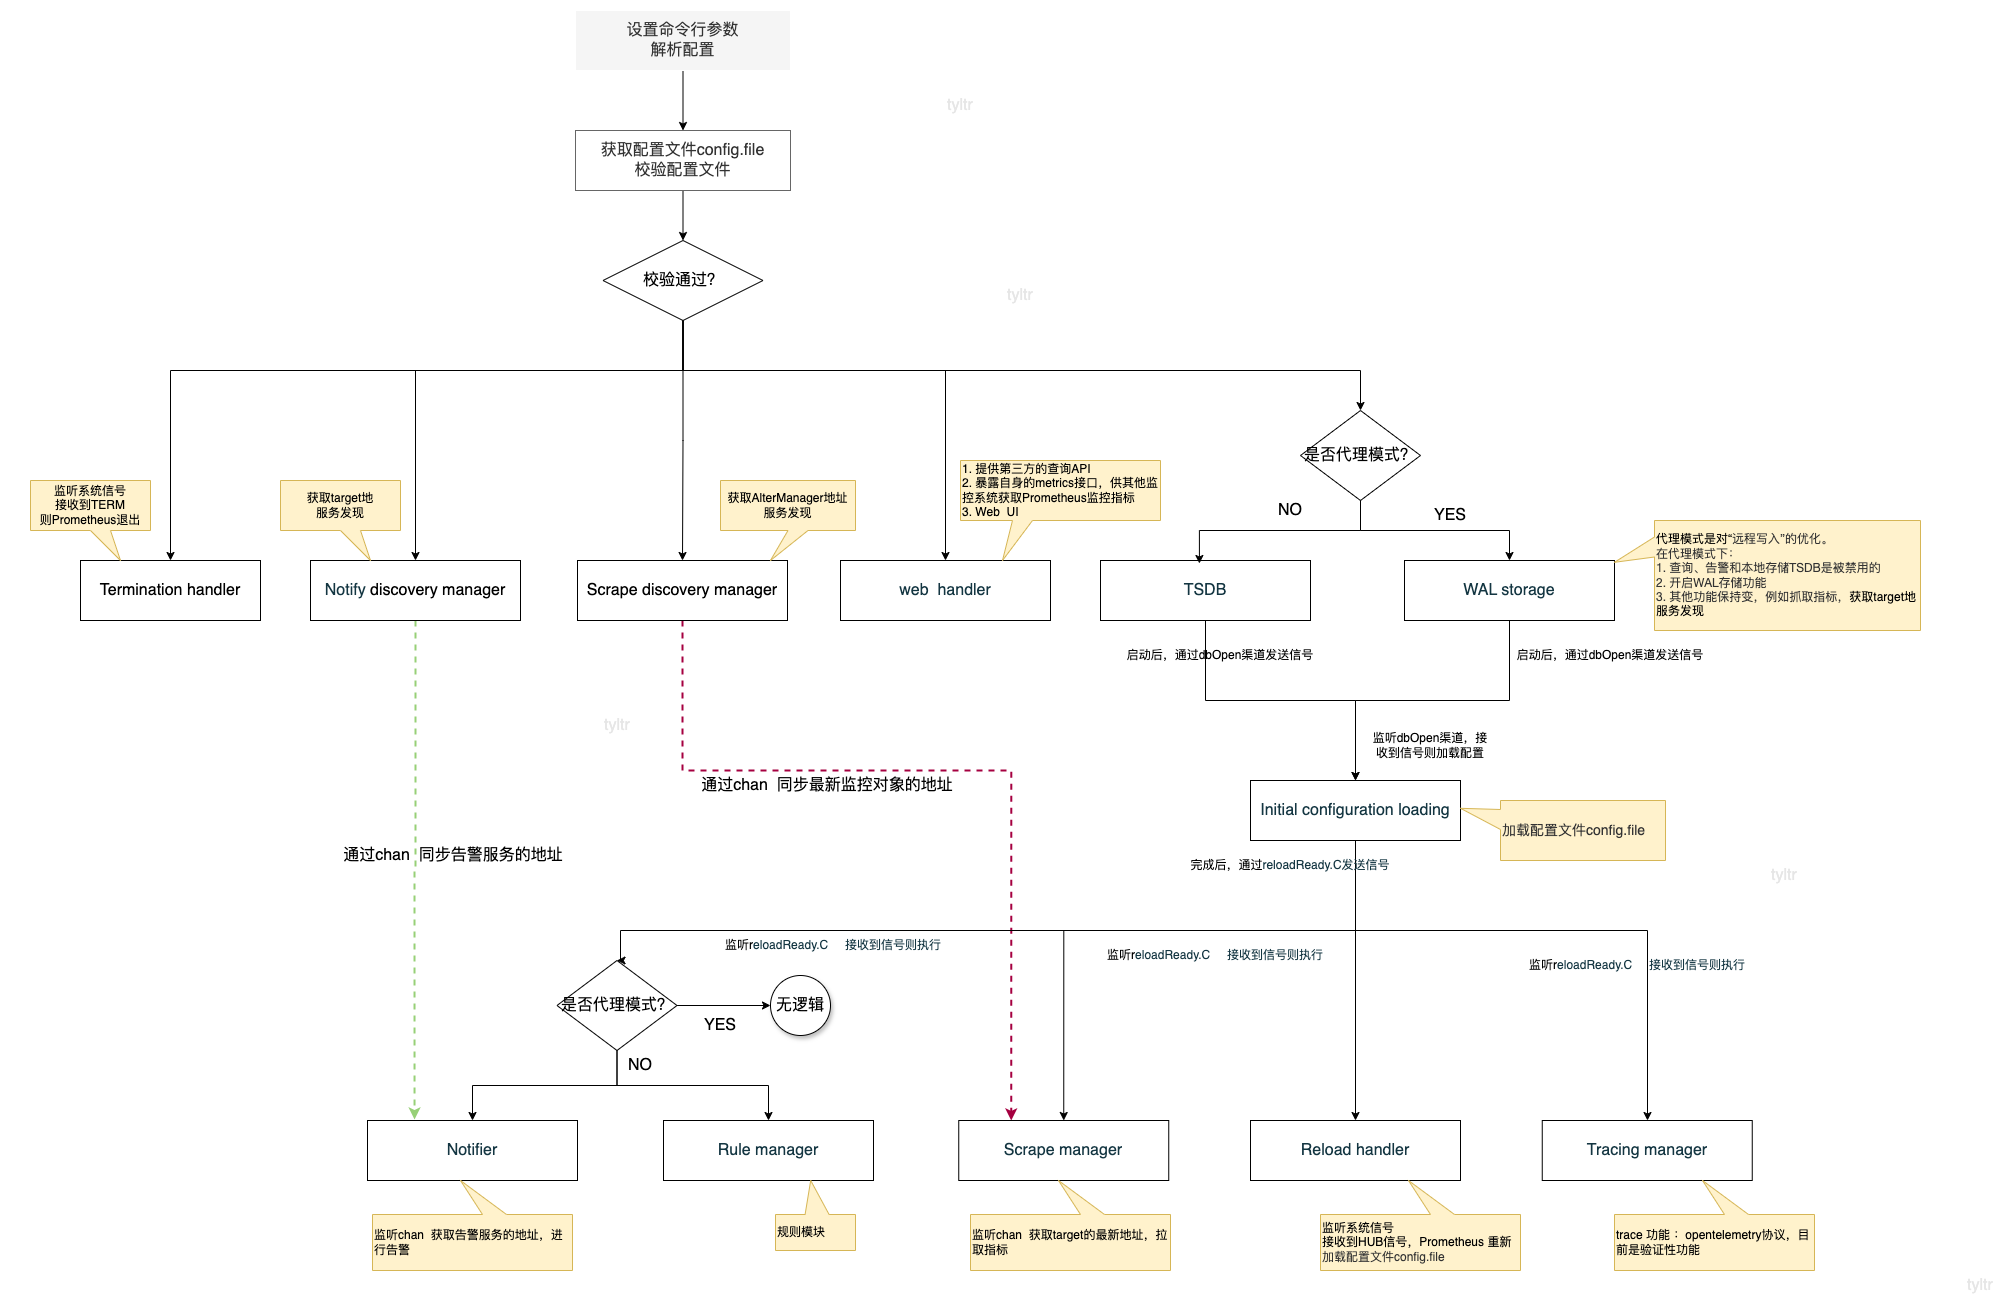 设置命令行参数
解析配置
tyltr
获取配置文件config.file
校验配置文件
校验通过?
tyltr
是否代理模式?
监听系统信号
接收到TERM
则Prometheus退出
获取target地
服务发现
获取AlterManager地址
服务发现
1. 提供第三方的查询API
2. 暴露自身的metrics接口，供其他监
控系统获取Prometheus监控指标
3. Web UI
NO
YES
代理模式是对“远程写入”的优化。
在代理模式下：
1. 查询、告警和本地存储TSDB是被禁用的
2. 开启WAL存储功能
3. 其他功能保持变，例如抓取指标，获取target地
服务发现
Termination handler
Notify discovery manager
Scrape discovery manager
web handler
TSDB
WAL storage
启动后，通过dbOpen渠道发送信号
启动后，通过dbOpen渠道发送信号
tyltr
监听dbOpen渠道，接
收到信号则加载配置
通过chan 同步最新监控对象的地址
Initial configuration loading
加载配置文件config.file
通过chan 同步告警服务的地址
完成后，通过reloadReady.C发送信号
tyltr
监听reloadReady.C 接收到信号则执行
监听reloadReady.C 接收到信号则执行
监听reloadReady.C 接收到信号则执行
是否代理模式?
YES
无逻辑
NO
Notifier
Rule manager
Scrape manager
Reload handler
Tracing manager
监听chan 获取告警服务的地址，进
行告警
规则模块
监听chan 获取target的最新地址，拉
取指标
监听系统信号
接收到HUB信号，Prometheus 重新
加载配置文件config.file
trace 功能： opentelemetry协议，目
前是验证性功能
tyltr